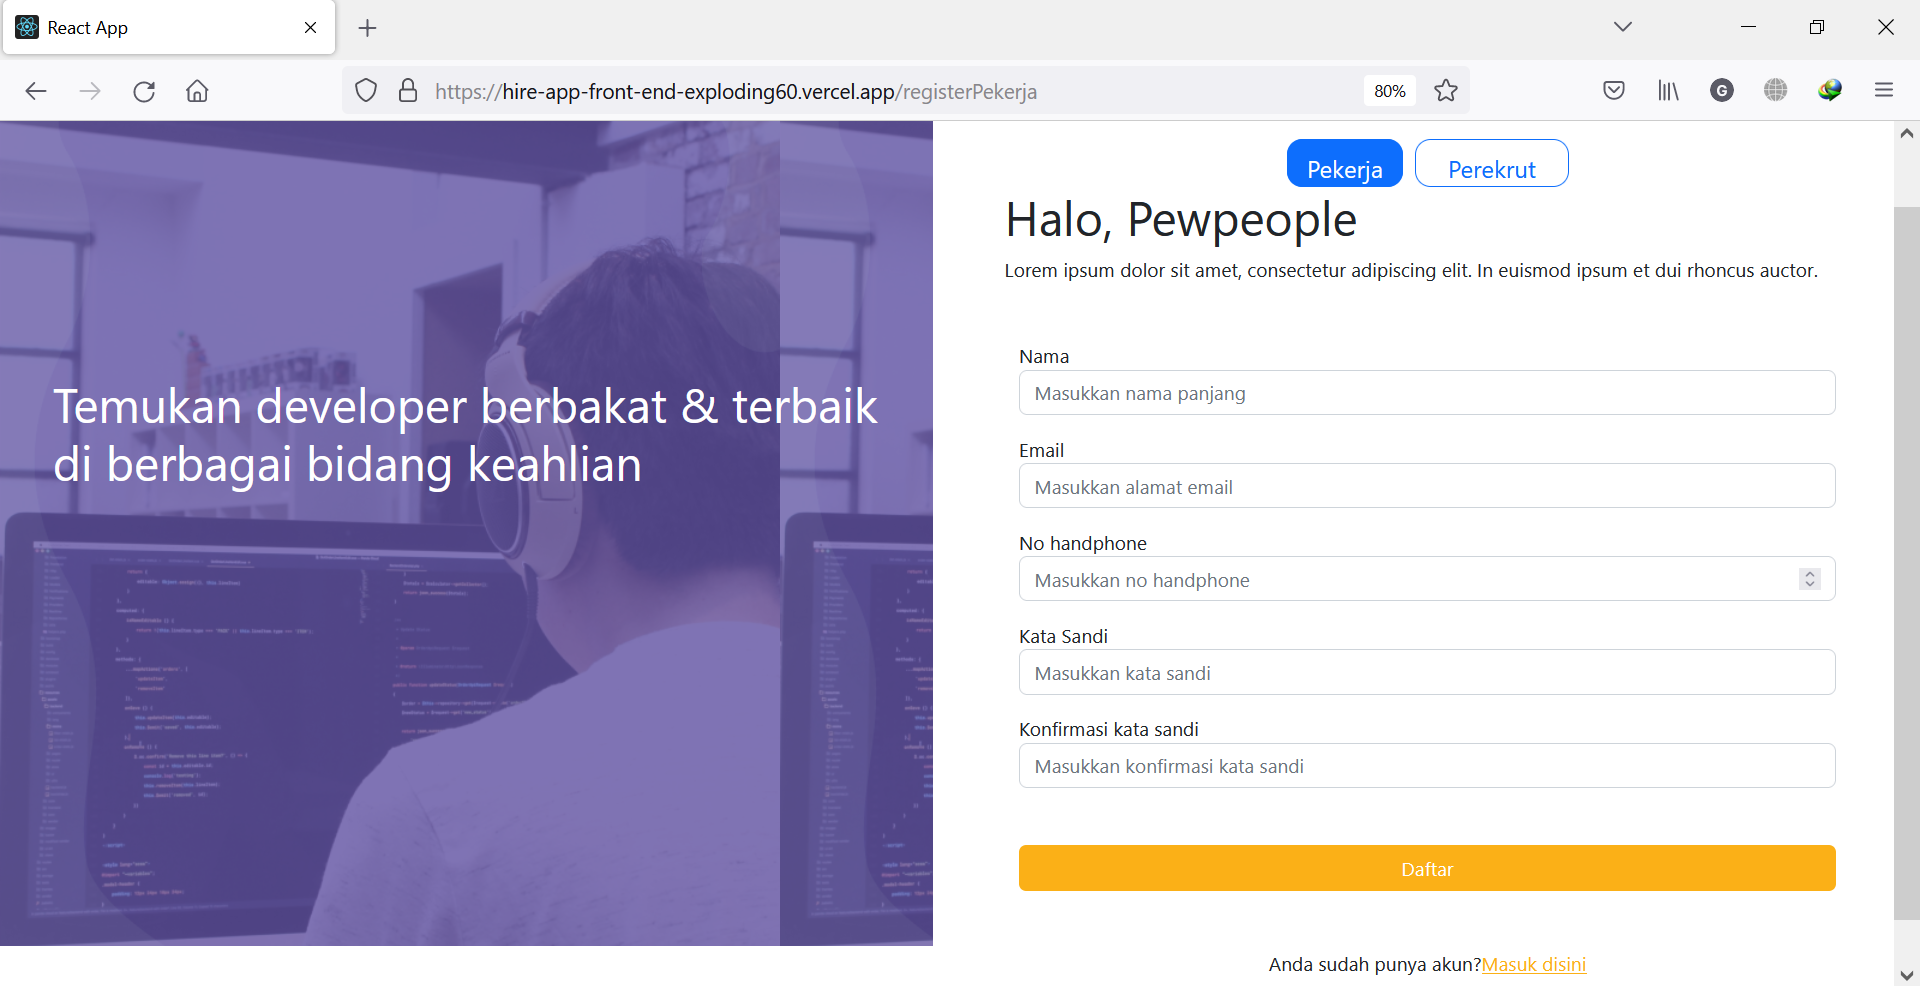 React App
https://hire-app-front-end-exploding60.vercel.app/registerPekerja
80%
G
Pekerja
Perekrut
Halo, Pewpeople
Lorem ipsum dolor sit amet, consectetur adipiscing elit. In euismod ipsum et dui rhoncus auctor.
Temukan developer berbakat & terbaik
di berbagai bidang keahlian
Nama
Masukkan nama panjang
Email
Masukkan alamat email
No handphone
Masukkan no handphone
Kata Sandi
Masukkan kata sandi
Konfirmasi kata sandi
Masukkan konfirmasi kata sandi
Daftar
Anda sudah punya akun?Masuk disini